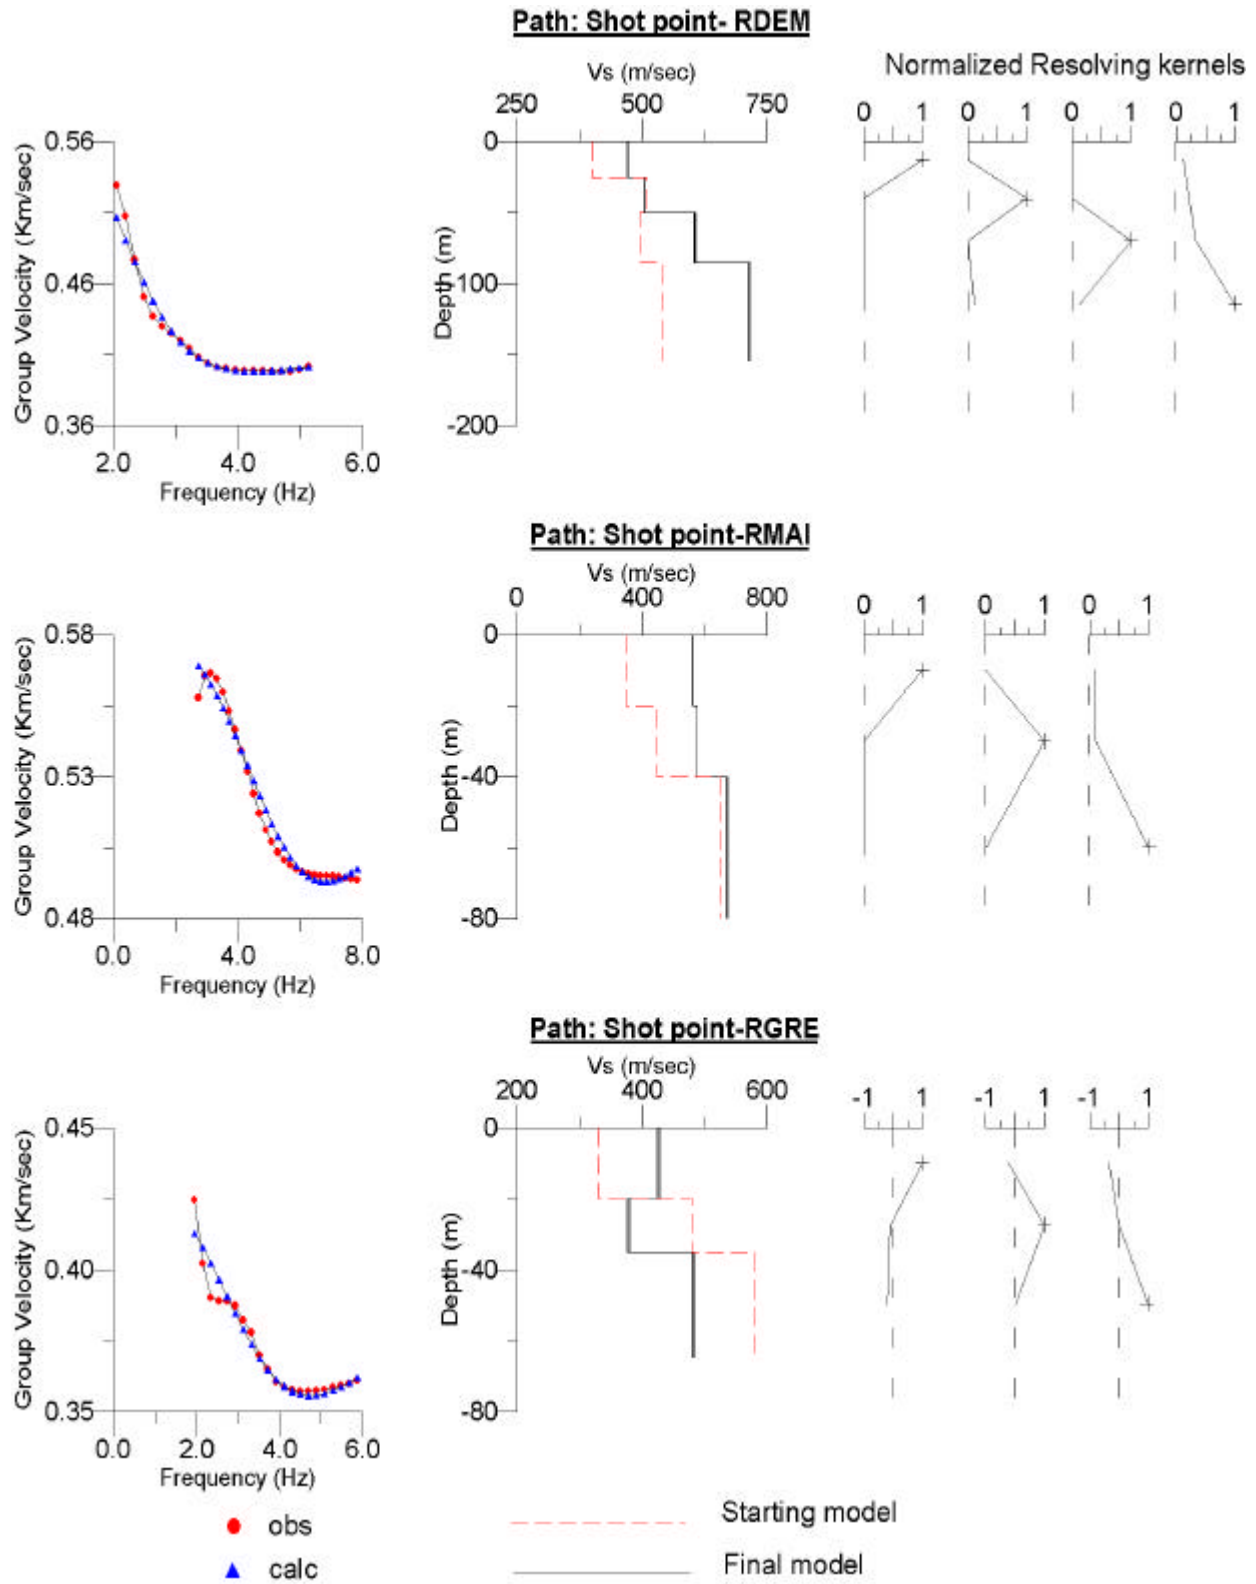 Path: Shot point- RDEM
Normalized Resolving kernels
Vs (m/sec)
250 500 750
0 1 0 1 0 1 0 1
0.56
0.46
0.36
Group Velocity (Km/sec)
2.0 4.0 6.0
Frequency (Hz)
0
-100
-200
Depth (m)
Path: Shot point-RMAI
Vs (m/sec)
0 400 800
0 1 0 1 0 1
0.58
0.53
0.48
Group Velocity (Km/sec)
0.0 4.0 8.0
Frequency (Hz)
0
-40
-80
Depth (m)
Path: Shot point-RGRE
Vs (m/sec)
200 400 600
-1 1 -1 1 -1 1
0.45
0.40
0.35
Group Velocity (Km/sec)
0.0 2.0 4.0 6.0
Frequency (Hz)
0
-40
-80
Depth (m)
obs
calc
Starting model
Final model